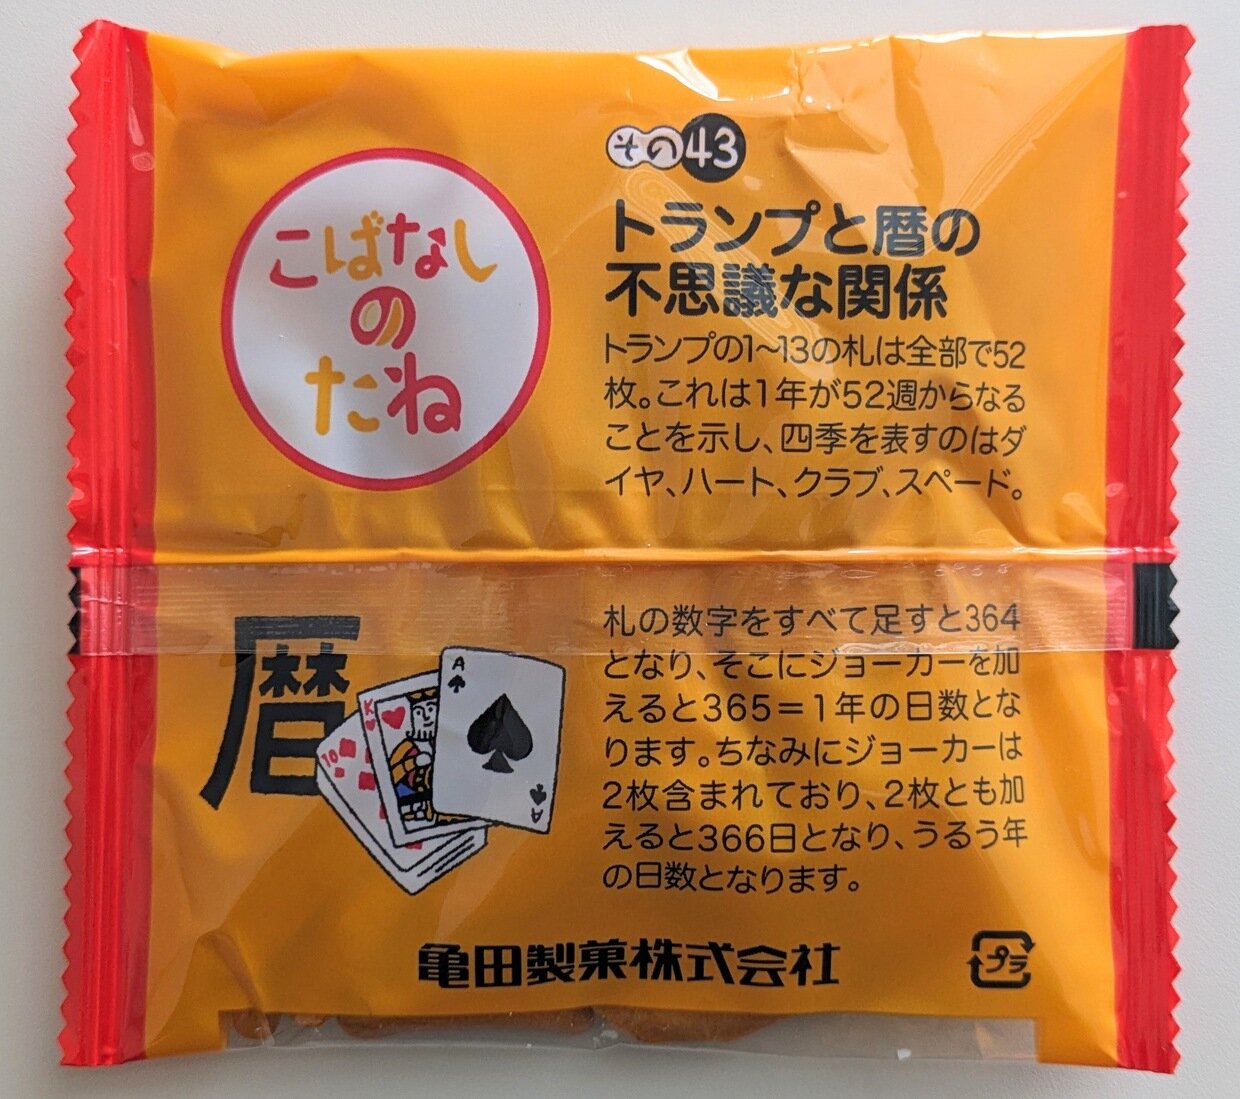 こばなし
の
たね
その43
トランプと暦の
不思議な関係
トランプの1~13の札は全部で52
枚。これは1年が52週からなる
ことを示し、四季を表すのはダ
イヤ、ハート、クラブ、スペード。
札の数字をすべて足すと364
となり、そこにジョーカーを加
えると365=1年の日数とな
ります。ちなみにジョーカーは
2枚含まれており、2枚とも加
えると366日となり、うるう年
の日数となります。
暦
10
K
A
A
亀田製菓株式会社
プラ